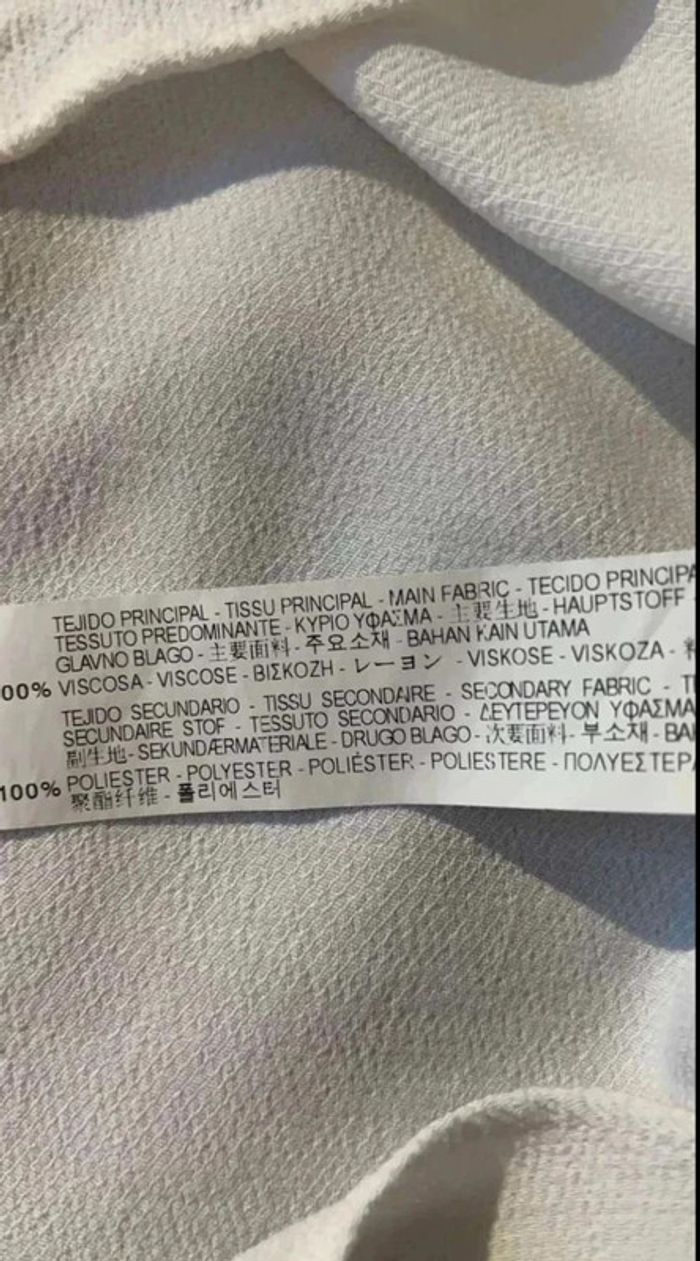 TEJIDO PRINCIPAL - TISSU PRINCIPAL - MAIN FABRIC - TECIDO PRINCIPA
TESSUTO PREDOMINANTE - ΚΥΡΙΟ ΥΦΑΣΜΑ - 主要生地 - HAUPTSTOFF
GLAVNO BLAGO - 主要面料 - 주요소재 - BAHAN KAIN UTAMA
00% VISCOSA - VISCOSE - ΒΙΣΚΟΖΗ - レーヨン - VISKOSE - VISKOZA -
TEJIDO SECUNDARIO - TISSU SECONDAIRE - SECONDARY FABRIC - T
SECUNDAIRE STOF - TESSUTO SECONDARIO - ΔΕΥΤΕΡΕΥΟΝ ΥΦΑΣΜΑ
副生地 - SEKUNDÆRMATERIALE - DRUGO BLAGO - 次要面料 - 부소재 - BA
100% POLIESTER - POLYESTER - POLIÉSTER - POLIESTERE - ΠΟΛΥΕΣΤΕΡ
聚酯纤维 - 폴리에스터